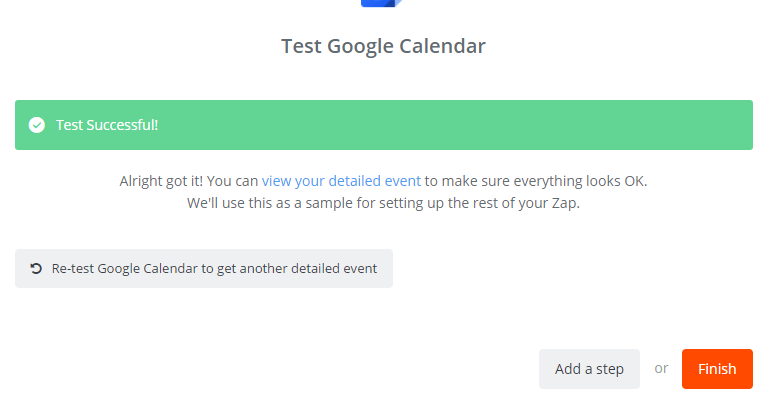 Test Google Calendar
Test Successful!
Alright got it! You can view your detailed event to make sure everything looks OK.
We'll use this as a sample for setting up the rest of your Zap.
Re-test Google Calendar to get another detailed event
Add a step or Finish